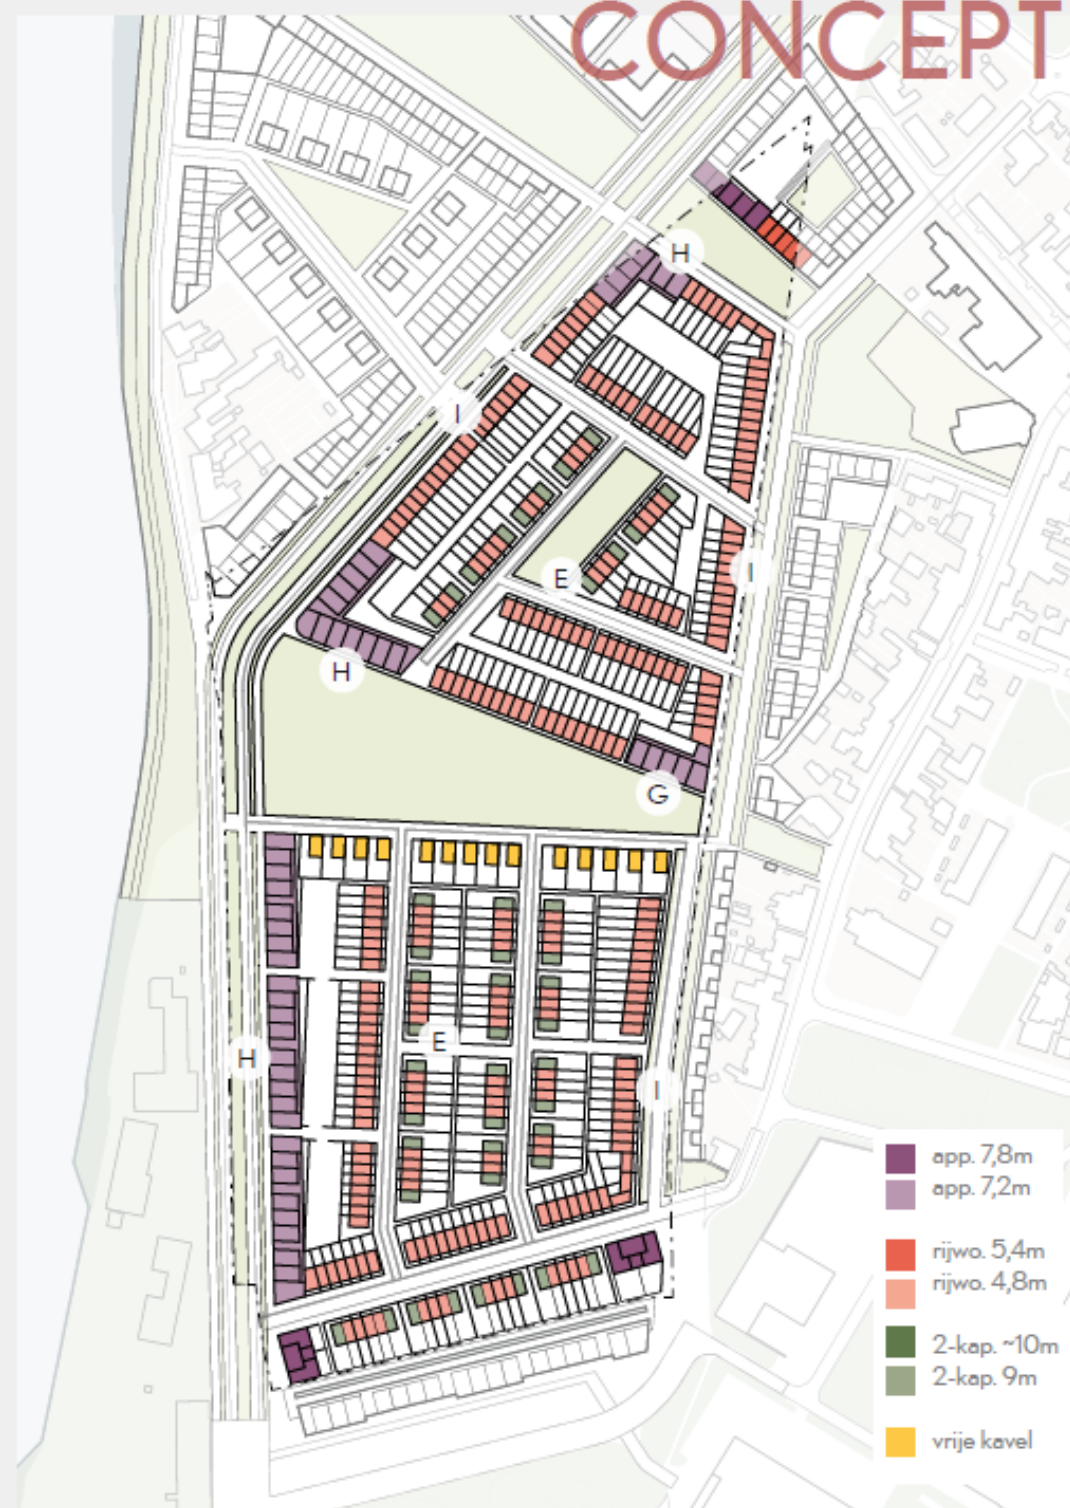 CONCEPT
H
I
E
I
H
G
E
H
I
app. 7,8m
app. 7,2m
rijwo. 5,4m
rijwo. 4,8m
2-kap. ~10m
2-kap. 9m
vrije kavel